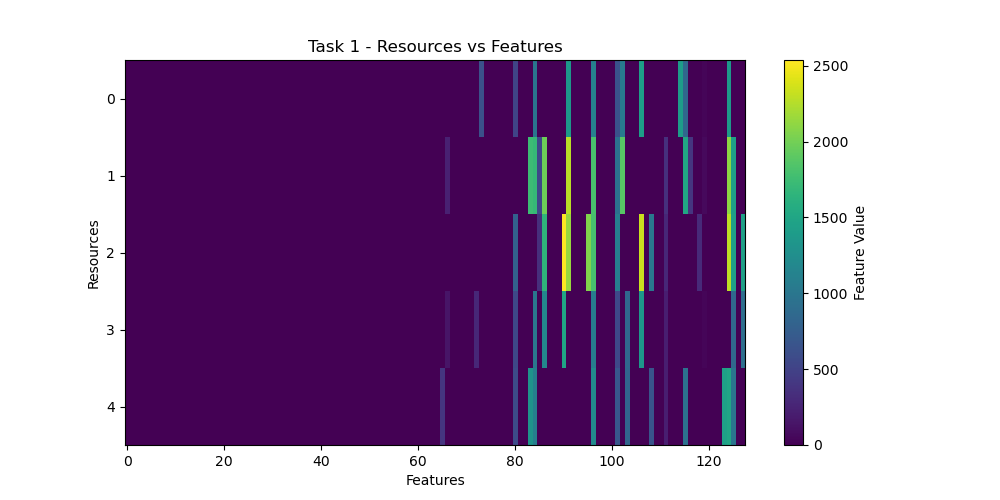 Task 1 - Resources vs Features
0
1
2
3
4
Resources
0 20 40 60 80 100 120
Features
2500
2000
1500
1000
500
0
Feature Value